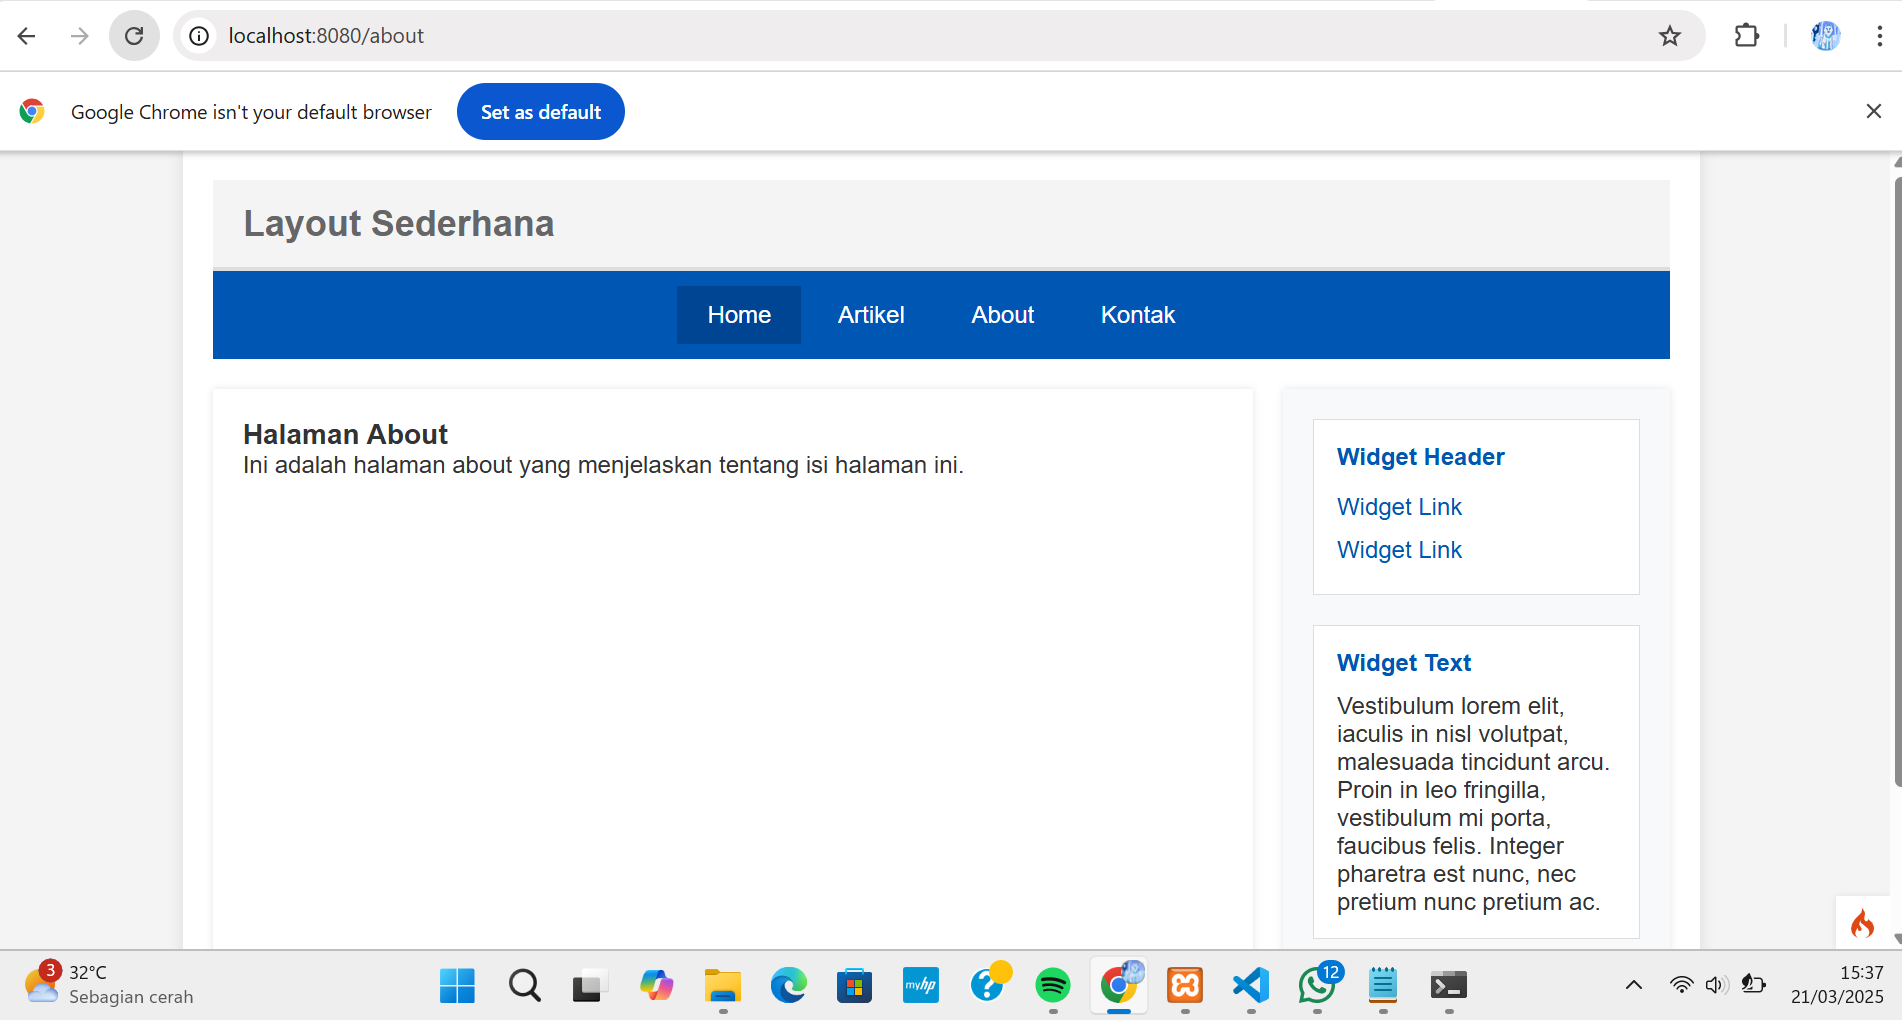 localhost:8080/about
Google Chrome isn't your default browser
Set as default
Layout Sederhana
Home
Artikel
About
Kontak
Halaman About
Ini adalah halaman about yang menjelaskan tentang isi halaman ini.
Widget Header
Widget Link
Widget Link
Widget Text
Vestibulum lorem elit,
iaculis in nisl volutpat,
malesuada tincidunt arcu.
Proin in leo fringilla,
vestibulum mi porta,
faucibus felis. Integer
pharetra est nunc, nec
pretium nunc pretium ac.
3
32°C
Sebagian cerah
myhp
12
15:37
21/03/2025